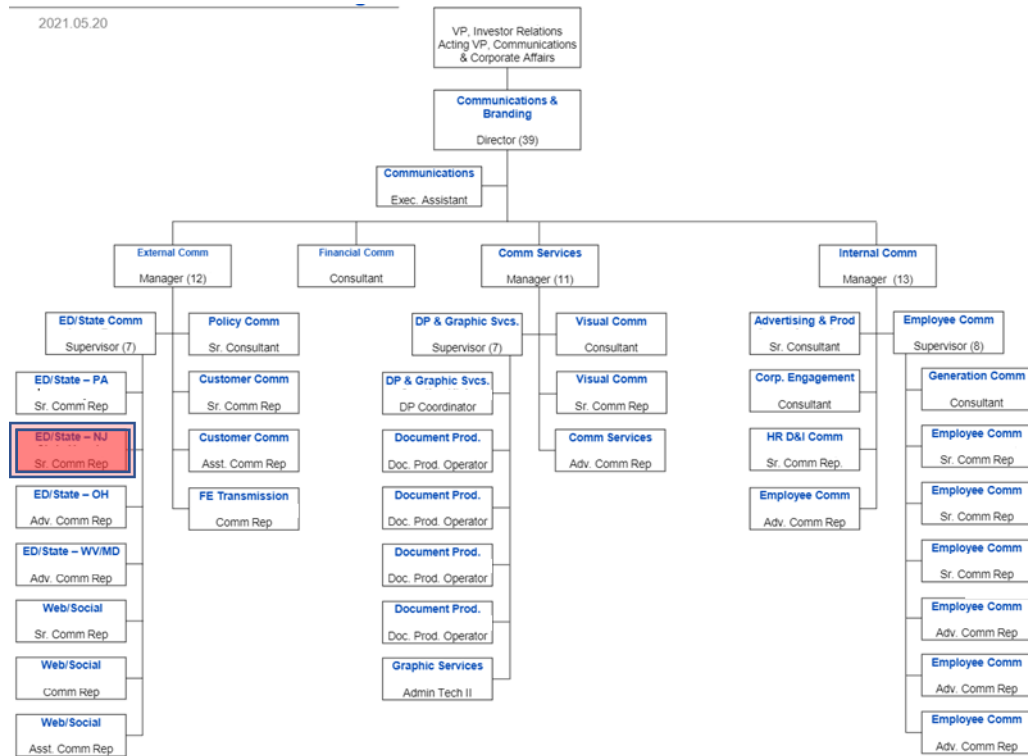 2021.05.20
VP, Investor Relations
Acting VP, Communications
& Corporate Affairs
Communications &
Branding
Director (39)
Communications
Exec. Assistant
External Comm
Manager (12)
Financial Comm
Consultant
Comm Services
Manager (11)
Internal Comm
Manager (13)
ED/State Comm
Supervisor (7)
Policy Comm
Sr. Consultant
DP & Graphic Svcs.
Supervisor (7)
Visual Comm
Consultant
Advertising & Prod
Sr. Consultant
Employee Comm
Supervisor (8)
ED/State – PA
Sr. Comm Rep
Customer Comm
Sr. Comm Rep
DP & Graphic Svcs.
DP Coordinator
Visual Comm
Sr. Comm Rep
Corp. Engagement
Consultant
Generation Comm
Consultant
ED/State – NJ
Sr. Comm Rep
Customer Comm
Asst. Comm Rep
Document Prod.
Doc. Prod. Operator
Comm Services
Adv. Comm Rep
HR D&I Comm
Sr. Comm Rep.
Employee Comm
Sr. Comm Rep
ED/State – OH
Adv. Comm Rep
FE Transmission
Comm Rep
Document Prod.
Doc. Prod. Operator
Employee Comm
Adv. Comm Rep
Employee Comm
Sr. Comm Rep
ED/State – WV/MD
Adv. Comm Rep
Document Prod.
Doc. Prod. Operator
Employee Comm
Sr. Comm Rep
Web/Social
Sr. Comm Rep
Document Prod.
Doc. Prod. Operator
Employee Comm
Adv. Comm Rep
Web/Social
Comm Rep
Graphic Services
Admin Tech II
Employee Comm
Adv. Comm Rep
Web/Social
Asst. Comm Rep
Employee Comm
Adv. Comm Rep